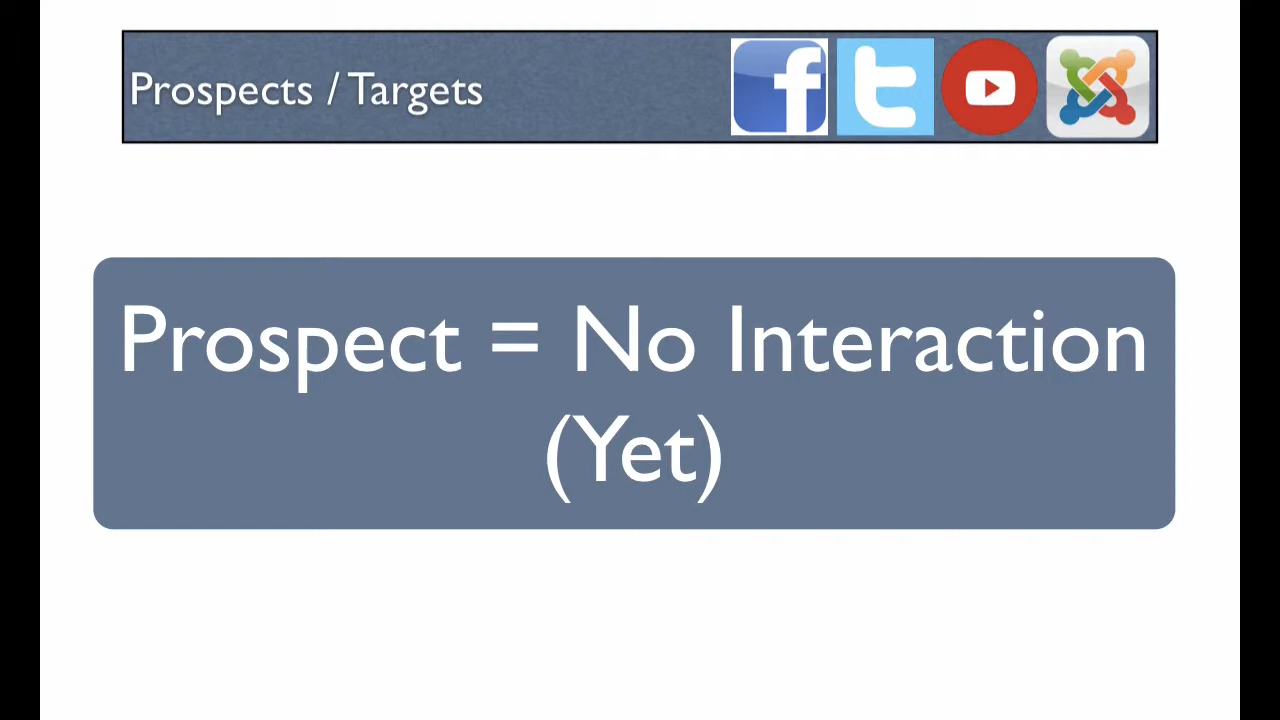 Prospects / Targets
Prospect = No Interaction
(Yet)